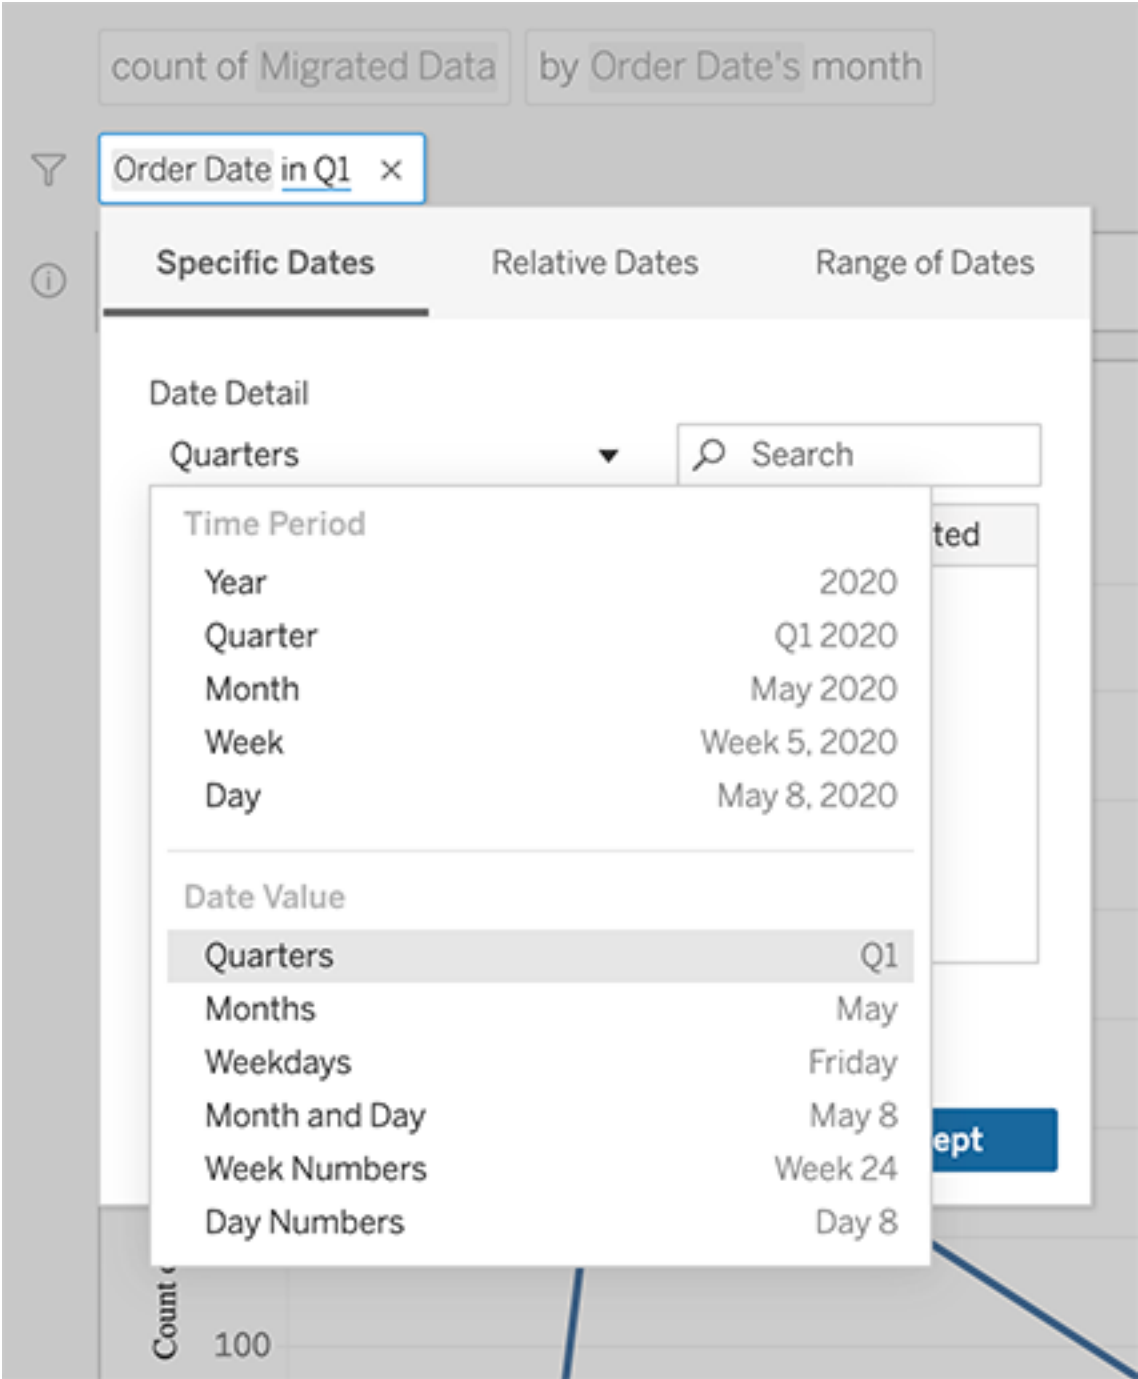 count of Migrated Data by Order Date's month
Order Date in Q1 ×
Specific Dates Relative Dates Range of Dates
Date Detail
Quarters Search
Time Period
Year 2020
Quarter Q1 2020
Month May 2020
Week Week 5, 2020
Day May 8, 2020
Date Value
Quarters Q1
Months May
Weekdays Friday
Month and Day May 8
Week Numbers Week 24
Day Numbers Day 8
Count
100